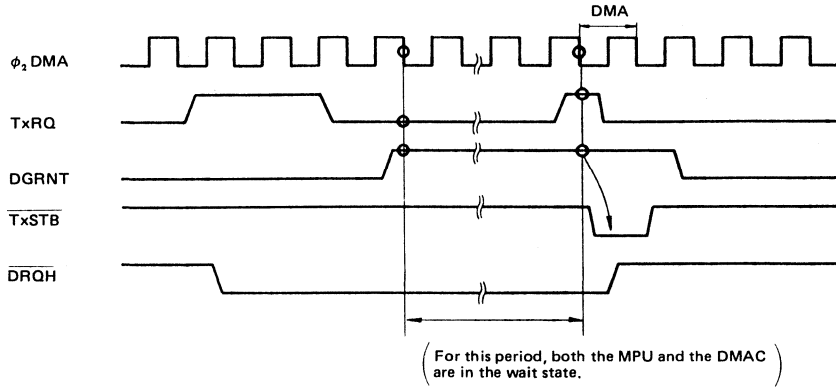 DMA
ϕ₂ DMA
TxRQ
DGRNT
TxSTB
DRQH
(For this period, both the MPU and the DMAC
are in the wait state.)